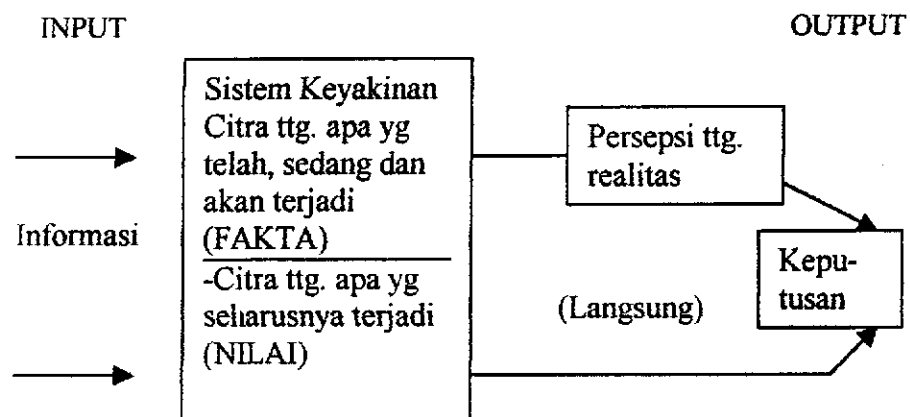 INPUT
OUTPUT
Sistem Keyakinan
Citra ttg. apa yg
telah, sedang dan
akan terjadi
(FAKTA)
-Citra ttg. apa yg
seharusnya terjadi
(NILAI)
Informasi
Persepsi ttg.
realitas
(Langsung)
Kepu-
tusan